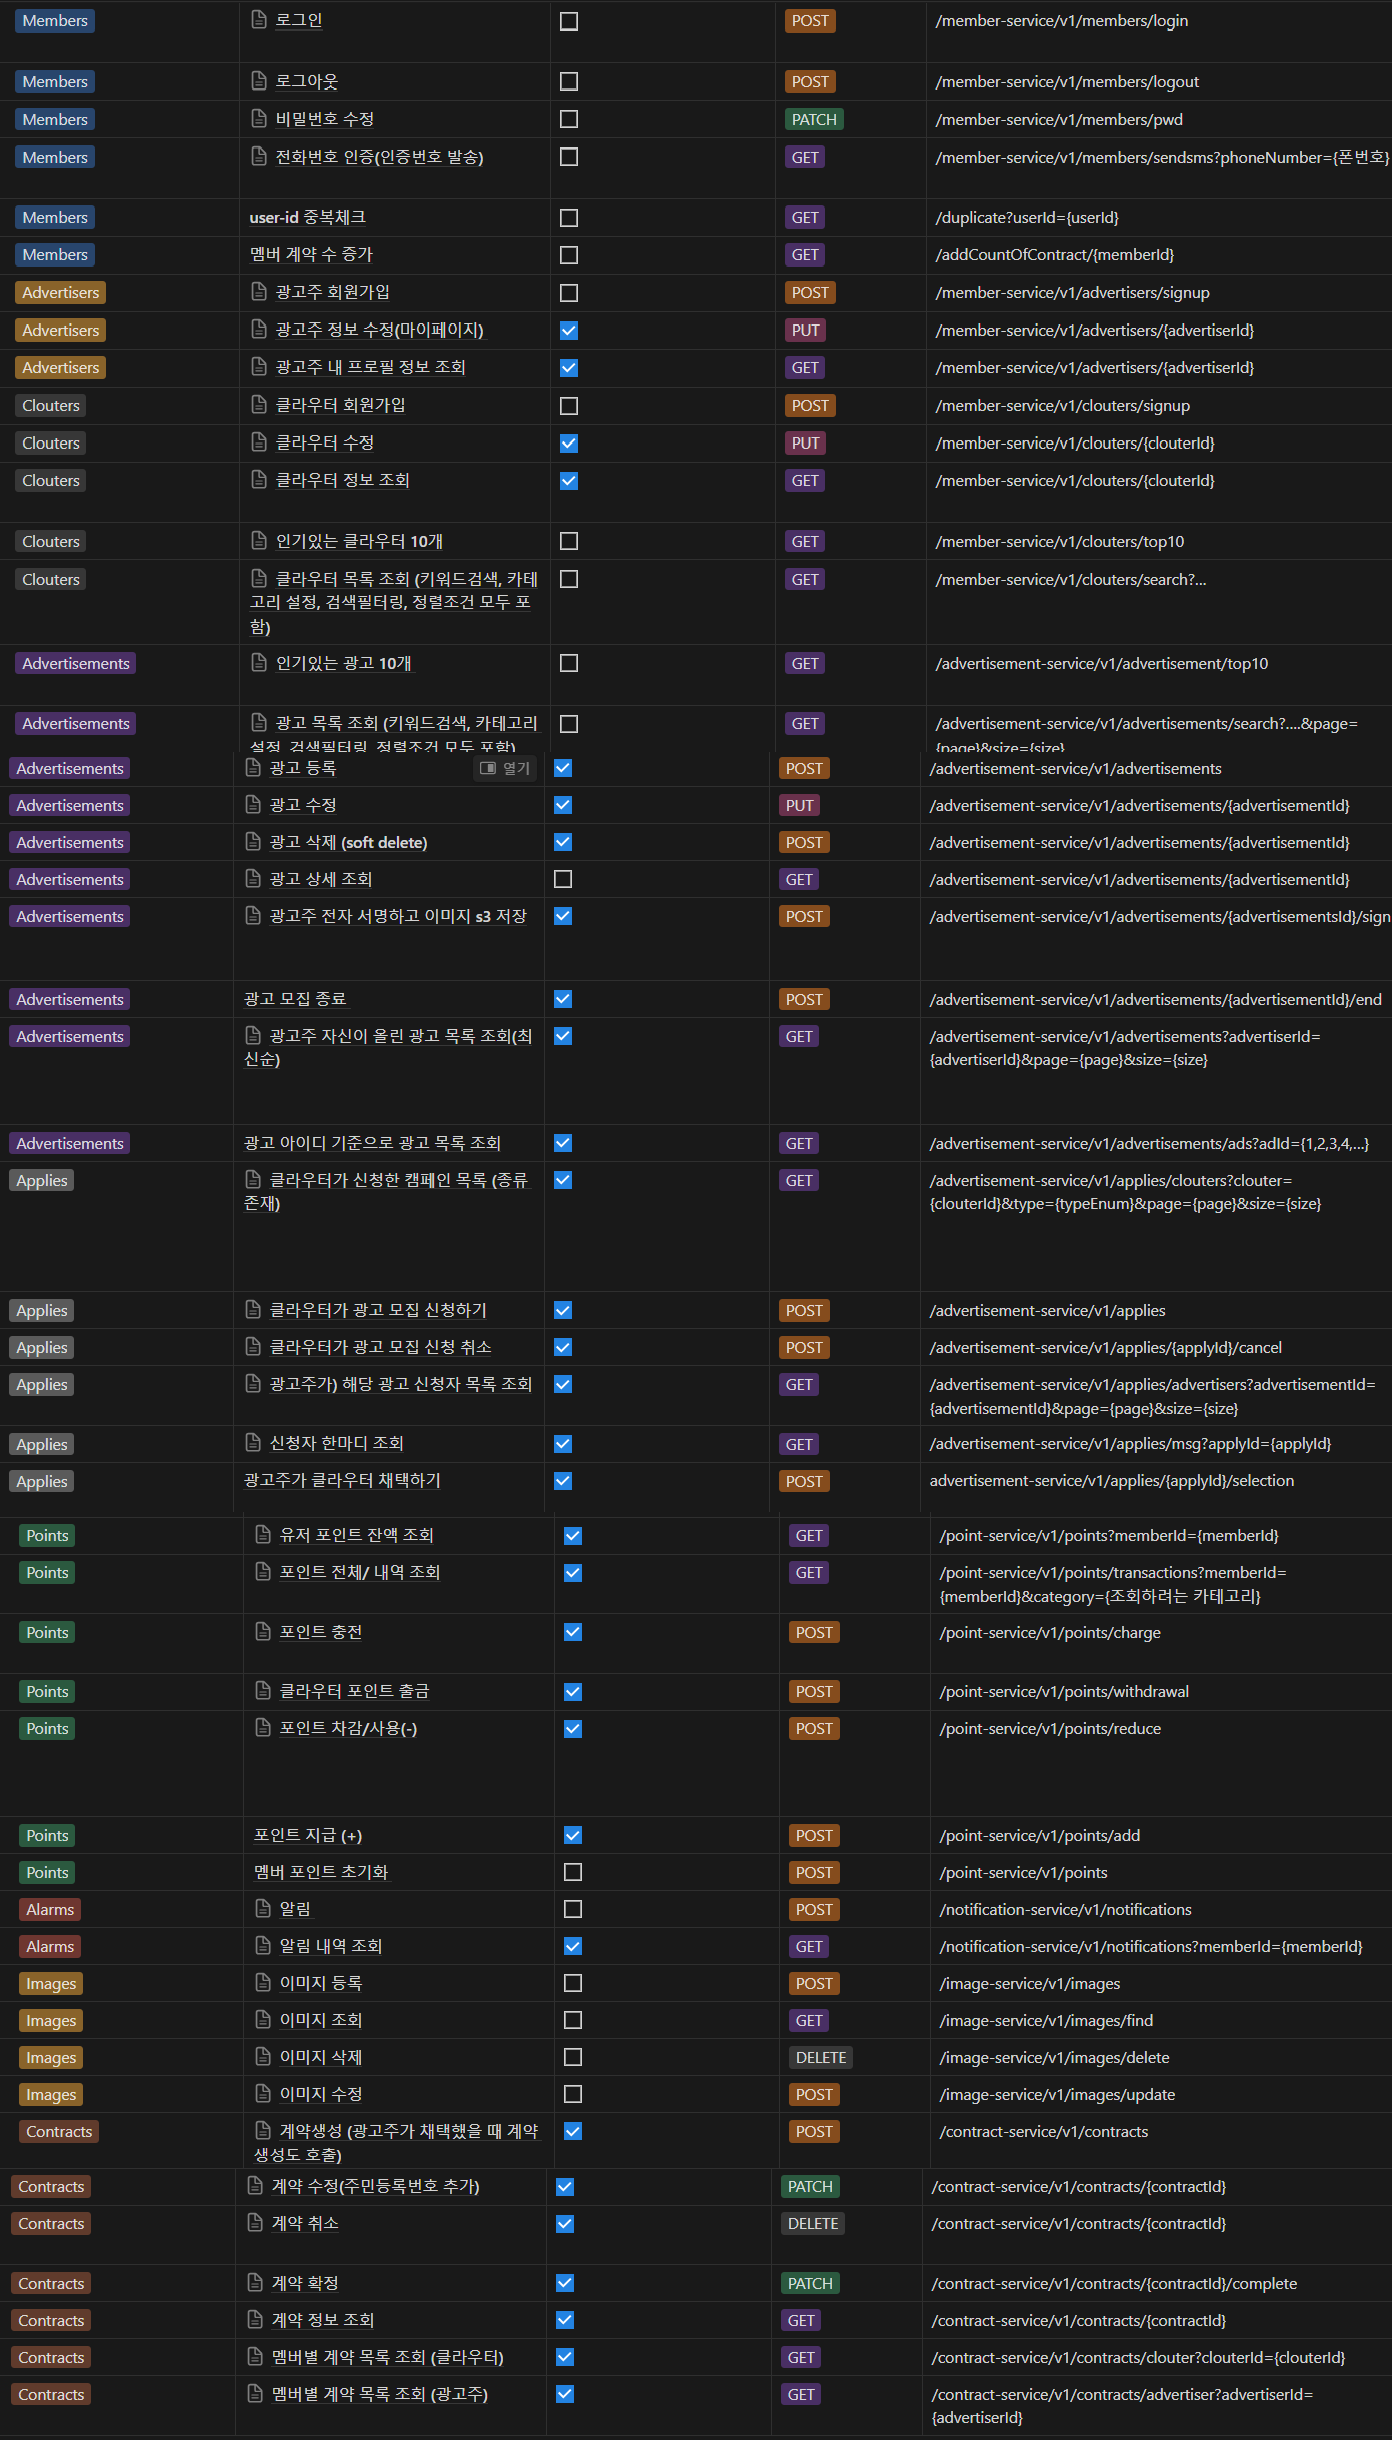 Members 로그인 POST /member-service/v1/members/login
Members 로그아웃 POST /member-service/v1/members/logout
Members 비밀번호 수정 PATCH /member-service/v1/members/pwd
Members 전화번호 인증(인증번호 발송) GET /member-service/v1/members/sendsms?phoneNumber={폰번호}
Members user-id 중복체크 GET /duplicate?userId={userId}
Members 멤버 계약 수 증가 GET /addCountOfContract/{memberId}
Advertisers 광고주 회원가입 POST /member-service/v1/advertisers/signup
Advertisers 광고주 정보 수정(마이페이지) PUT /member-service/v1/advertisers/{advertiserId}
Advertisers 광고주 내 프로필 정보 조회 GET /member-service/v1/advertisers/{advertiserId}
Clouters 클라우터 회원가입 POST /member-service/v1/clouters/signup
Clouters 클라우터 수정 PUT /member-service/v1/clouters/{clouterId}
Clouters 클라우터 정보 조회 GET /member-service/v1/clouters/{clouterId}
Clouters 인기있는 클라우터 10개 GET /member-service/v1/clouters/top10
Clouters 클라우터 목록 조회 (키워드검색, 카테 GET /member-service/v1/clouters/search?...
고리 설정, 검색필터링, 정렬조건 모두 포
함)
Advertisements 인기있는 광고 10개 GET /advertisement-service/v1/advertisement/top10
Advertisements 광고 목록 조회 (키워드검색, 카테고리 GET /advertisement-service/v1/advertisements/search?....&page=
설정, 검색필터링, 정렬조건 모두 포함) {page}&size={size}
Advertisements 광고 등록 열기 POST /advertisement-service/v1/advertisements
Advertisements 광고 수정 PUT /advertisement-service/v1/advertisements/{advertisementId}
Advertisements 광고 삭제 (soft delete) POST /advertisement-service/v1/advertisements/{advertisementId}
Advertisements 광고 상세 조회 GET /advertisement-service/v1/advertisements/{advertisementId}
Advertisements 광고주 전자 서명하고 이미지 s3 저장 POST /advertisement-service/v1/advertisements/{advertisementsId}/sign
Advertisements 광고 모집 종료 POST /advertisement-service/v1/advertisements/{advertisementId}/end
Advertisements 광고주 자신이 올린 광고 목록 조회(최 GET /advertisement-service/v1/advertisements?advertiserId=
신순) {advertiserId}&page={page}&size={size}
Advertisements 광고 아이디 기준으로 광고 목록 조회 GET /advertisement-service/v1/advertisements/ads?adId={1,2,3,4,...}
Applies 클라우터가 신청한 캠페인 목록 (종류 GET /advertisement-service/v1/applies/clouters?clouter=
존재) {clouterId}&type={typeEnum}&page={page}&size={size}
Applies 클라우터가 광고 모집 신청하기 POST /advertisement-service/v1/applies
Applies 클라우터가 광고 모집 신청 취소 POST /advertisement-service/v1/applies/{applyId}/cancel
Applies 광고주가) 해당 광고 신청자 목록 조회 GET /advertisement-service/v1/applies/advertisers?advertisementId=
{advertisementId}&page={page}&size={size}
Applies 신청자 한마디 조회 GET /advertisement-service/v1/applies/msg?applyId={applyId}
Applies 광고주가 클라우터 채택하기 POST advertisement-service/v1/applies/{applyId}/selection
Points 유저 포인트 잔액 조회 GET /point-service/v1/points?memberId={memberId}
Points 포인트 전체/ 내역 조회 GET /point-service/v1/points/transactions?memberId=
{memberId}&category={조회하려는 카테고리}
Points 포인트 충전 POST /point-service/v1/points/charge
Points 클라우터 포인트 출금 POST /point-service/v1/points/withdrawal
Points 포인트 차감/사용(-) POST /point-service/v1/points/reduce
Points 포인트 지급 (+) POST /point-service/v1/points/add
Points 멤버 포인트 초기화 POST /point-service/v1/points
Alarms 알림 POST /notification-service/v1/notifications
Alarms 알림 내역 조회 GET /notification-service/v1/notifications?memberId={memberId}
Images 이미지 등록 POST /image-service/v1/images
Images 이미지 조회 GET /image-service/v1/images/find
Images 이미지 삭제 DELETE /image-service/v1/images/delete
Images 이미지 수정 POST /image-service/v1/images/update
Contracts 계약생성 (광고주가 채택했을 때 계약 POST /contract-service/v1/contracts
생성도 호출)
Contracts 계약 수정(주민등록번호 추가) PATCH /contract-service/v1/contracts/{contractId}
Contracts 계약 취소 DELETE /contract-service/v1/contracts/{contractId}
Contracts 계약 확정 PATCH /contract-service/v1/contracts/{contractId}/complete
Contracts 계약 정보 조회 GET /contract-service/v1/contracts/{contractId}
Contracts 멤버별 계약 목록 조회 (클라우터) GET /contract-service/v1/contracts/clouter?clouterId={clouterId}
Contracts 멤버별 계약 목록 조회 (광고주) GET /contract-service/v1/contracts/advertiser?advertiserId=
{advertiserId}